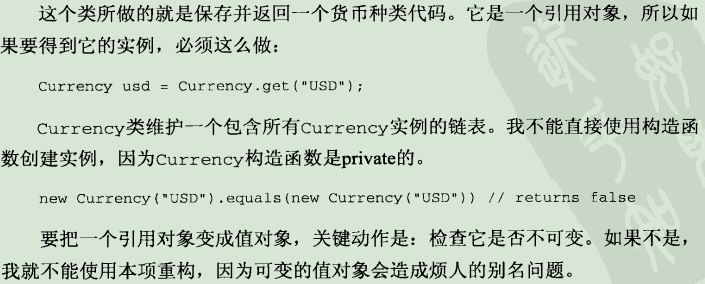 这个类所做的就是保存并返回一个货币种类代码。它是一个引用对象，所以如
果要得到它的实例，必须这么做：
Currency usd = Currency.get("USD");
Currency类维护一个包含所有Currency实例的链表。我不能直接使用构造函
数创建实例，因为Currency构造函数是private的。
new Currency("USD").equals(new Currency("USD")) // returns false
要把一个引用对象变成值对象，关键动作是：检查它是否不可变。如果不是，
我就不能使用本项重构，因为可变的值对象会造成烦人的别名问题。